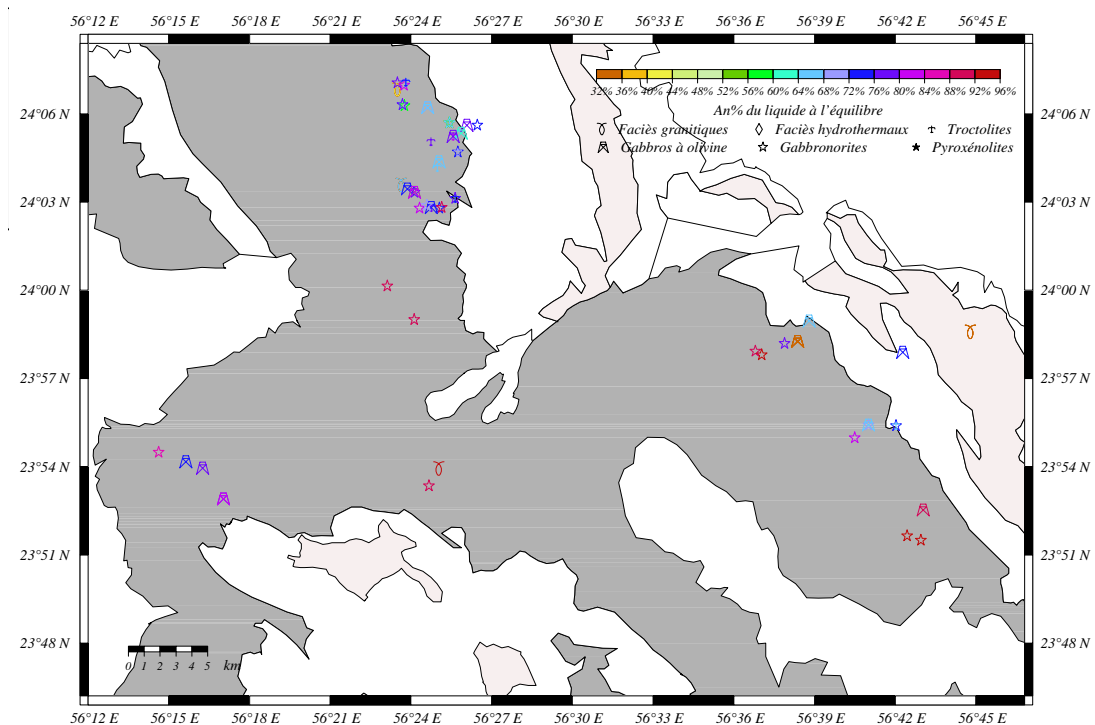 56°12 E 56°15 E 56°18 E 56°21 E 56°24 E 56°27 E 56°30 E 56°33 E 56°36 E 56°39 E 56°42 E 56°45 E
32% 36% 40% 44% 48% 52% 56% 60% 64% 68% 72% 76% 80% 84% 88% 92% 96%
An% du liquide à l'équilibre
24°06 N 24°06 N
Faciès granitiques Faciès hydrothermaux Troctolites
Gabbros à olivine Gabbronorites Pyroxénolites
24°03 N 24°03 N
24°00 N 24°00 N
23°57 N 23°57 N
23°54 N 23°54 N
23°51 N 23°51 N
23°48 N 23°48 N
0 1 2 3 4 5 km
56°12 E 56°15 E 56°18 E 56°21 E 56°24 E 56°27 E 56°30 E 56°33 E 56°36 E 56°39 E 56°42 E 56°45 E